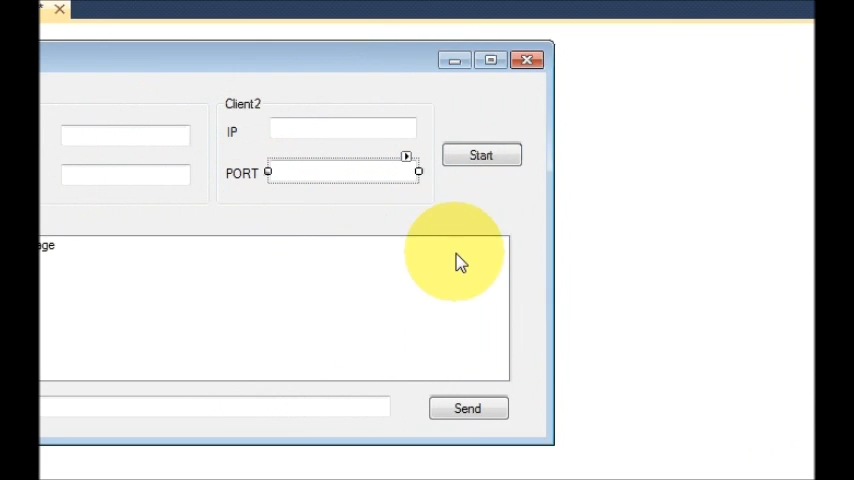 Client2
IP
Start
PORT
age
Send